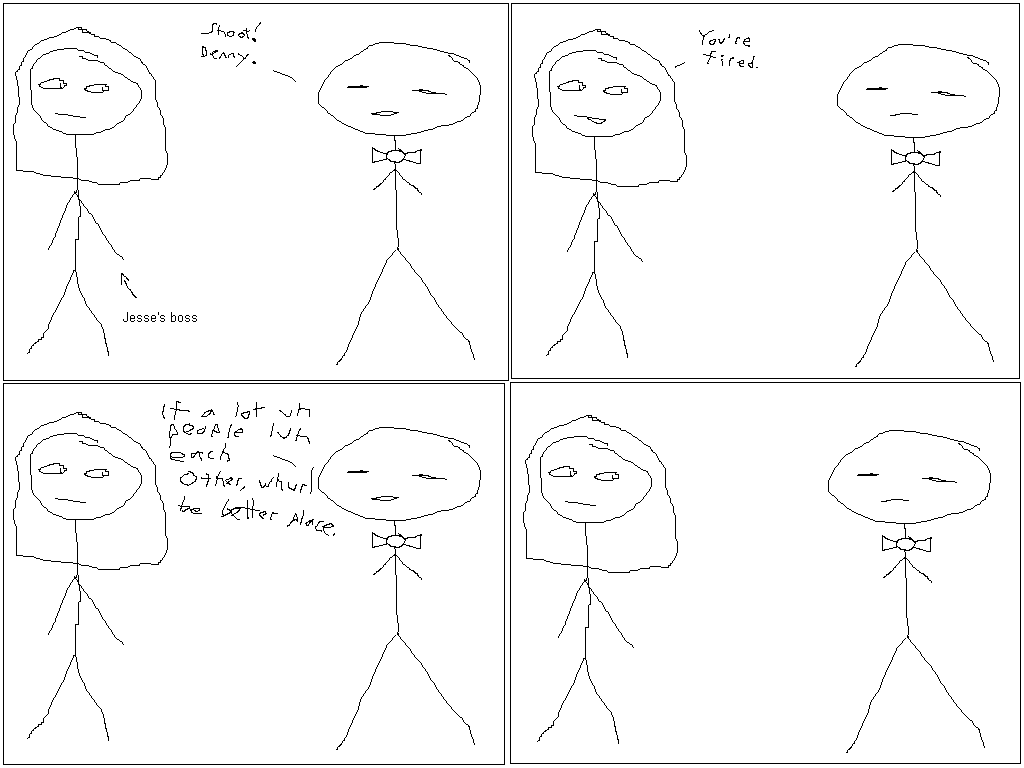 Shoot!
Denny.
Jesse's boss
You're
fired.
If a lot uh
people luh
each
other, whurl
be better place.